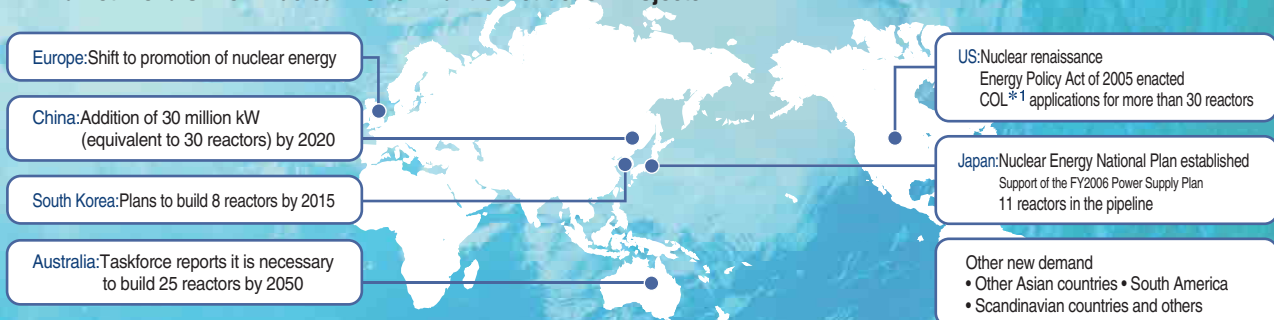 Europe:Shift to promotion of nuclear energy
China:Addition of 30 million kW
(equivalent to 30 reactors) by 2020
South Korea:Plans to build 8 reactors by 2015
Australia:Taskforce reports it is necessary
to build 25 reactors by 2050
US:Nuclear renaissance
Energy Policy Act of 2005 enacted
COL*1 applications for more than 30 reactors
Japan:Nuclear Energy National Plan established
Support of the FY2006 Power Supply Plan
11 reactors in the pipeline
Other new demand
• Other Asian countries • South America
• Scandinavian countries and others